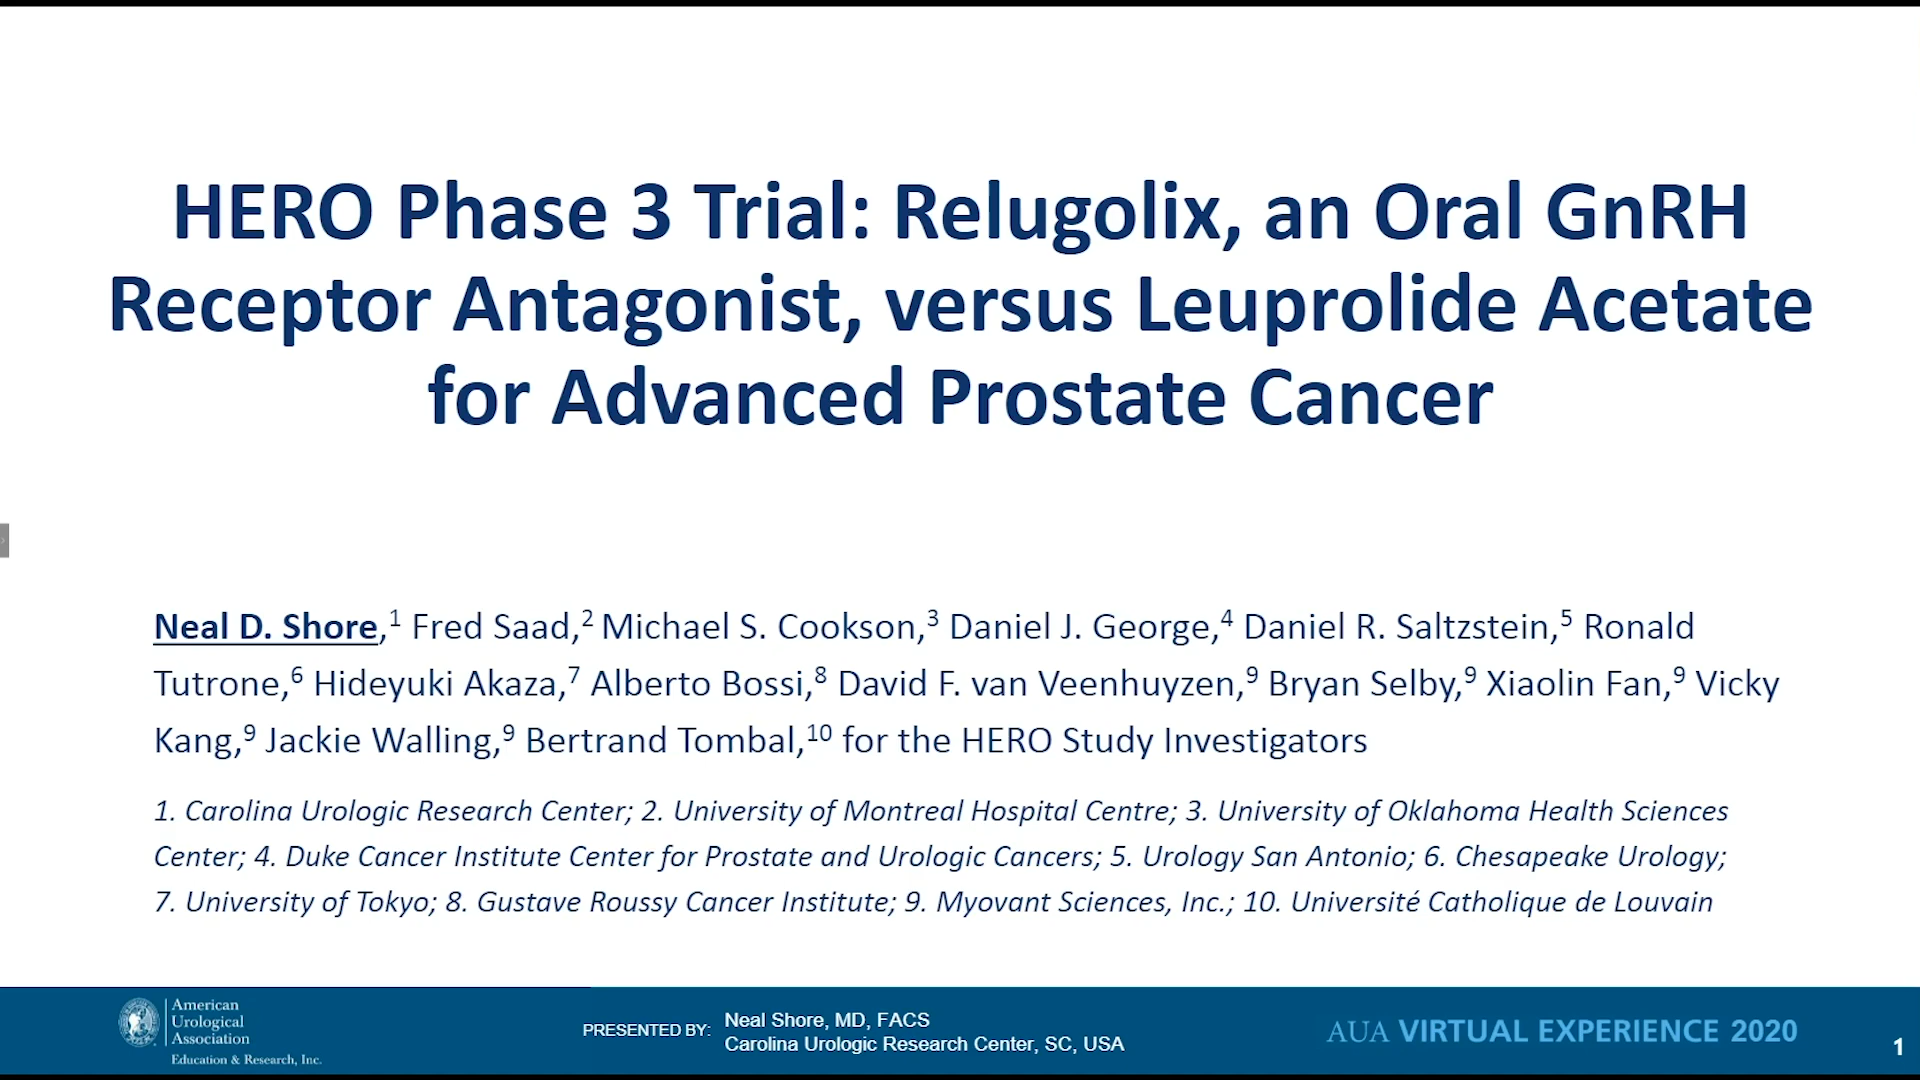 HERO Phase 3 Trial: Relugolix, an Oral GnRH
Receptor Antagonist, versus Leuprolide Acetate
for Advanced Prostate Cancer
Neal D. Shore,¹ Fred Saad,² Michael S. Cookson,³ Daniel J. George,⁴ Daniel R. Saltzstein,⁵ Ronald
Tutrone,⁶ Hideyuki Akaza,⁷ Alberto Bossi,⁸ David F. van Veenhuyzen,⁹ Bryan Selby,⁹ Xiaolin Fan,⁹ Vicky
Kang,⁹ Jackie Walling,⁹ Bertrand Tombal,¹⁰ for the HERO Study Investigators
1. Carolina Urologic Research Center; 2. University of Montreal Hospital Centre; 3. University of Oklahoma Health Sciences
Center; 4. Duke Cancer Institute Center for Prostate and Urologic Cancers; 5. Urology San Antonio; 6. Chesapeake Urology;
7. University of Tokyo; 8. Gustave Roussy Cancer Institute; 9. Myovant Sciences, Inc.; 10. Université Catholique de Louvain
American
Urological
Association
Education & Research, Inc.
PRESENTED BY:
Neal Shore, MD, FACS
Carolina Urologic Research Center, SC, USA
AUA VIRTUAL EXPERIENCE 2020
1